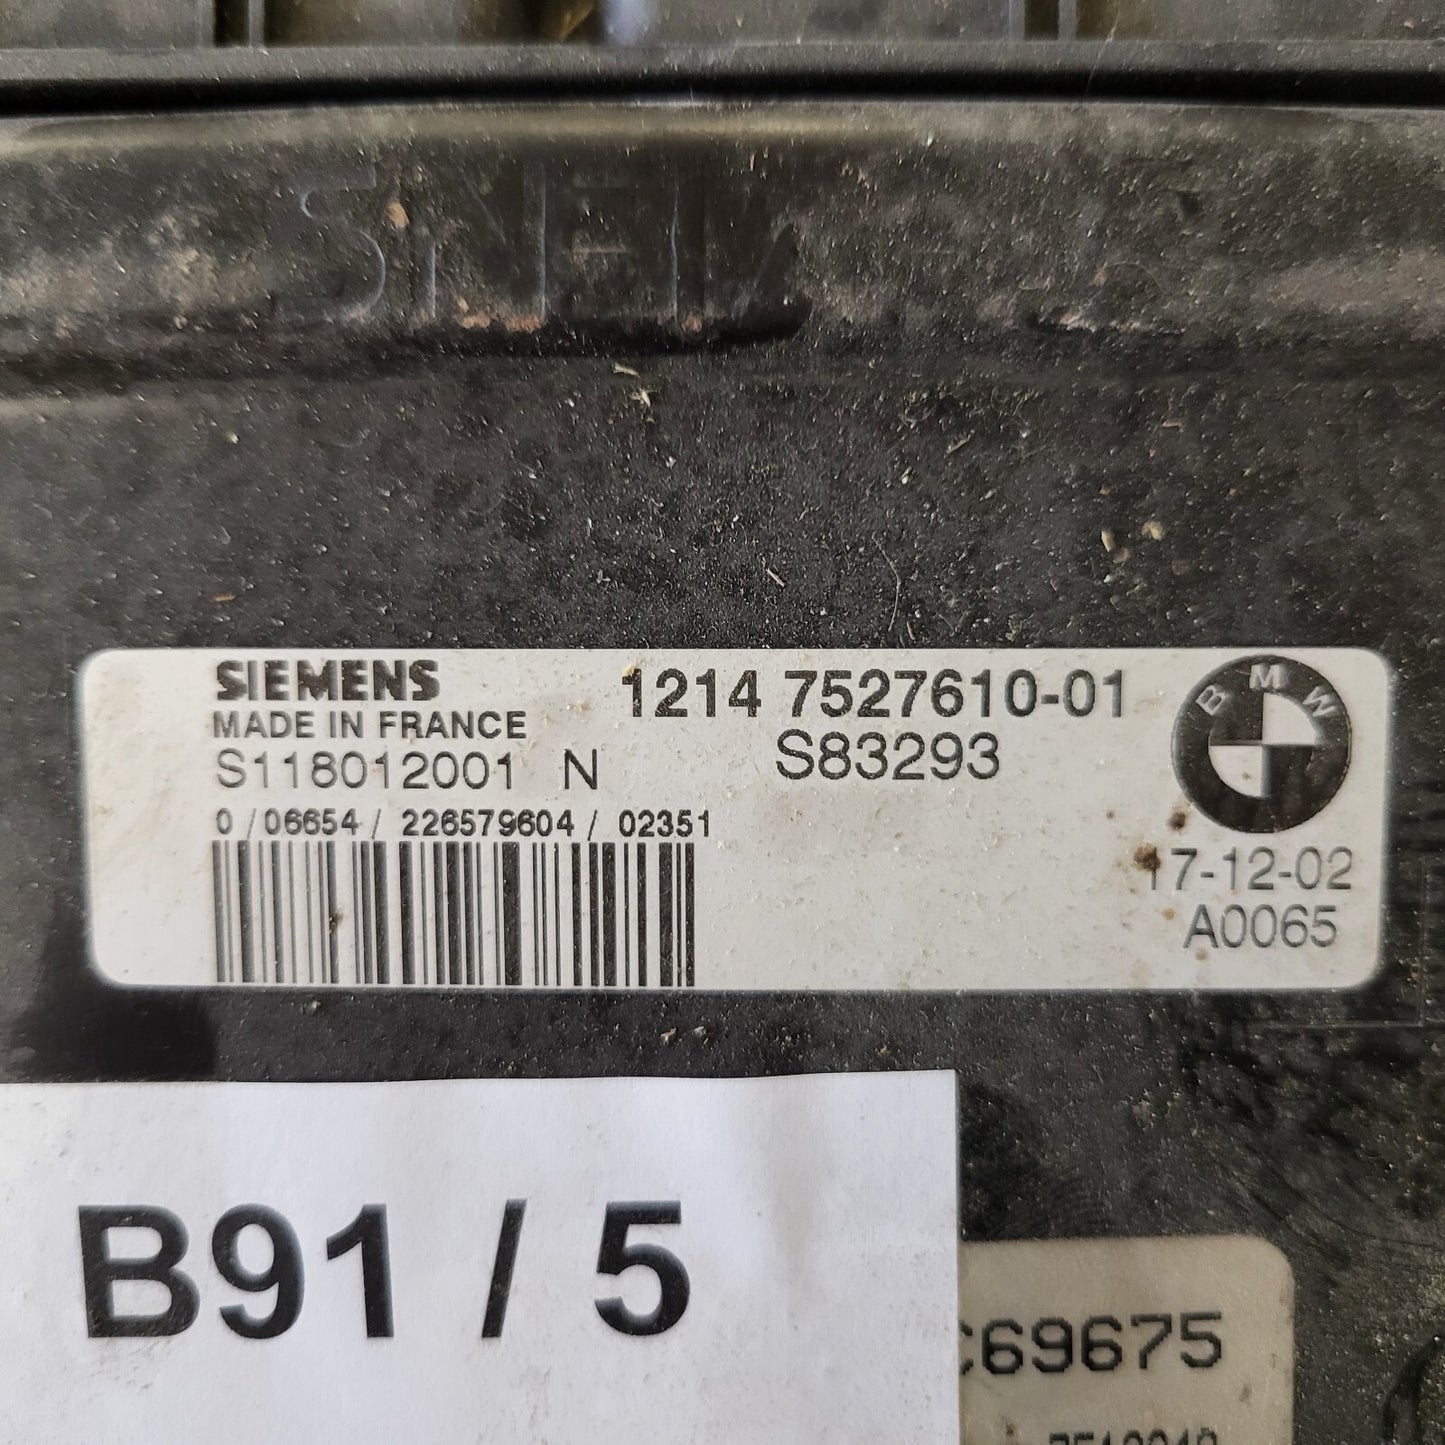 SIEMENS
SIEMENS 1214 7527610-01
MADE IN FRANCE
S118012001 N S83293
BMW
0 / 06654 / 226579604 / 02351
17-12-02
A0065
B91 / 5
C69675